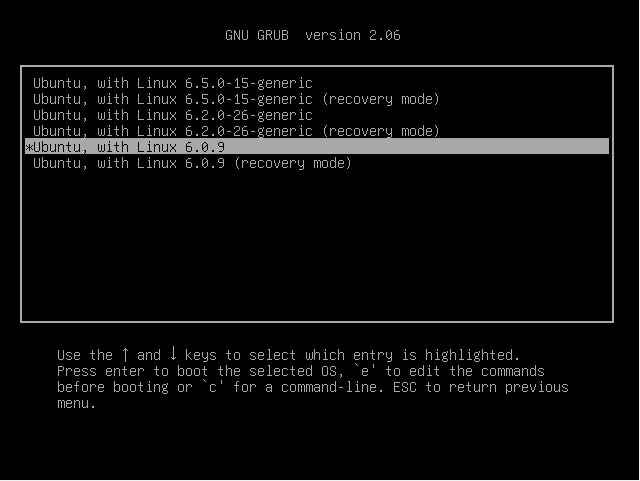 GNU GRUB  version 2.06
Ubuntu, with Linux 6.5.0-15-generic
Ubuntu, with Linux 6.5.0-15-generic (recovery mode)
Ubuntu, with Linux 6.2.0-26-generic
Ubuntu, with Linux 6.2.0-26-generic (recovery mode)
*Ubuntu, with Linux 6.0.9
Ubuntu, with Linux 6.0.9 (recovery mode)
Use the ↑ and ↓ keys to select which entry is highlighted.
Press enter to boot the selected OS, `e' to edit the commands
before booting or `c' for a command-line. ESC to return previous
menu.